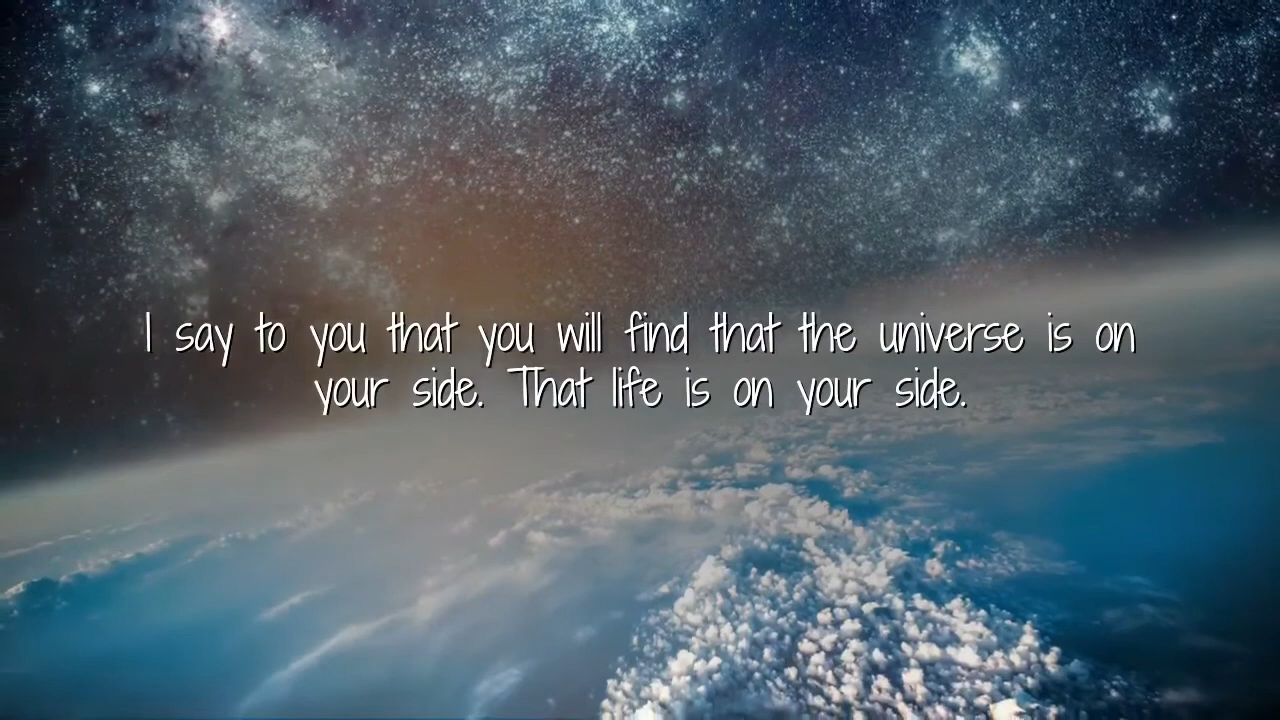 I say to you that you will find that the universe is on
your side. That life is on your side.